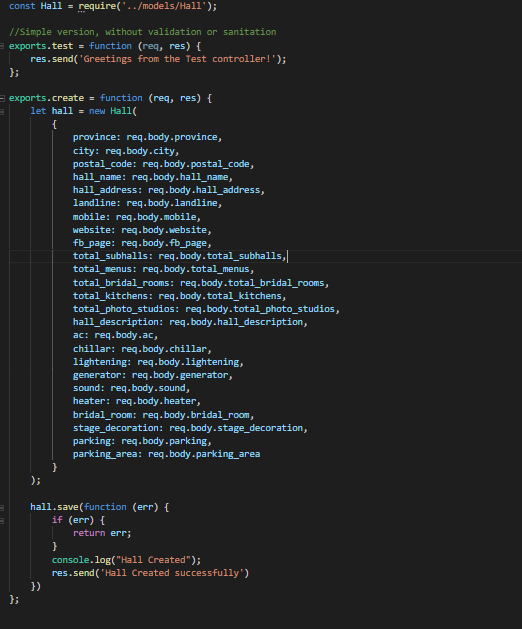 const Hall = require('../models/Hall');
//Simple version, without validation or sanitation
exports.test = function (req, res) {
res.send('Greetings from the Test controller!');
};
exports.create = function (req, res) {
let hall = new Hall(
{
province: req.body.province,
city: req.body.city,
postal_code: req.body.postal_code,
hall_name: req.body.hall_name,
hall_address: req.body.hall_address,
landline: req.body.landline,
mobile: req.body.mobile,
website: req.body.website,
fb_page: req.body.fb_page,
total_subhalls: req.body.total_subhalls,
total_menus: req.body.total_menus,
total_bridal_rooms: req.body.total_bridal_rooms,
total_kitchens: req.body.total_kitchens,
total_photo_studios: req.body.total_photo_studios,
hall_description: req.body.hall_description,
ac: req.body.ac,
chillar: req.body.chillar,
lightening: req.body.lightening,
generator: req.body.generator,
sound: req.body.sound,
heater: req.body.heater,
bridal_room: req.body.bridal_room,
stage_decoration: req.body.stage_decoration,
parking: req.body.parking,
parking_area: req.body.parking_area
}
);
hall.save(function (err) {
if (err) {
return err;
}
console.log("Hall Created");
res.send('Hall Created successfully')
})
};